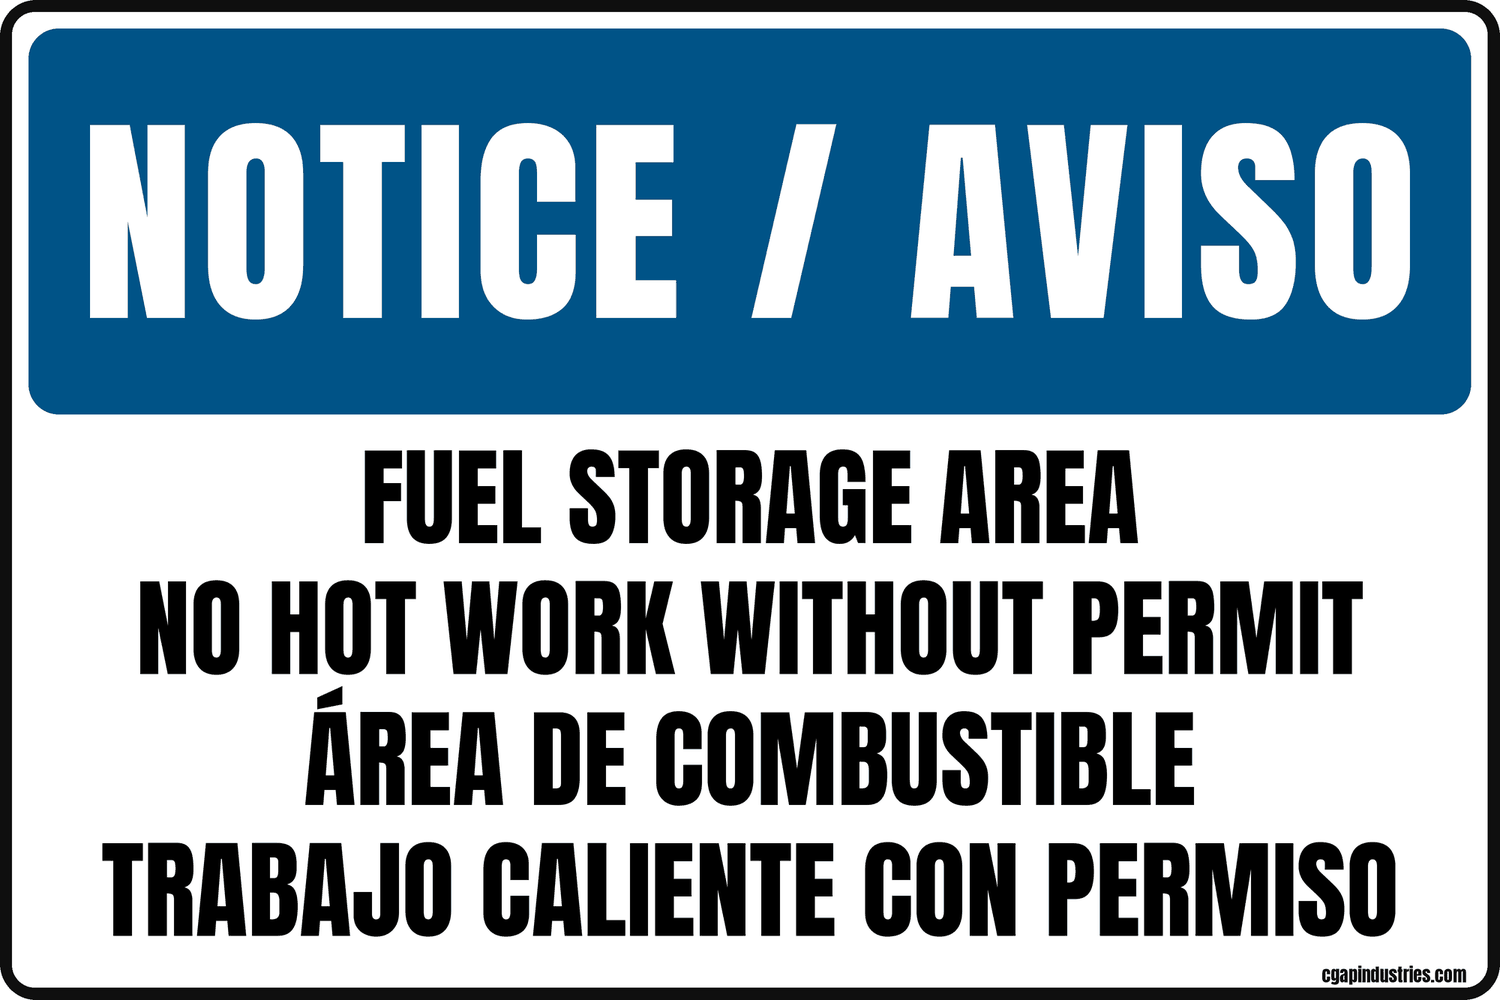 NOTICE / AVISO
FUEL STORAGE AREA
NO HOT WORK WITHOUT PERMIT
ÁREA DE COMBUSTIBLE
TRABAJO CALIENTE CON PERMISO
cgapindustries.com